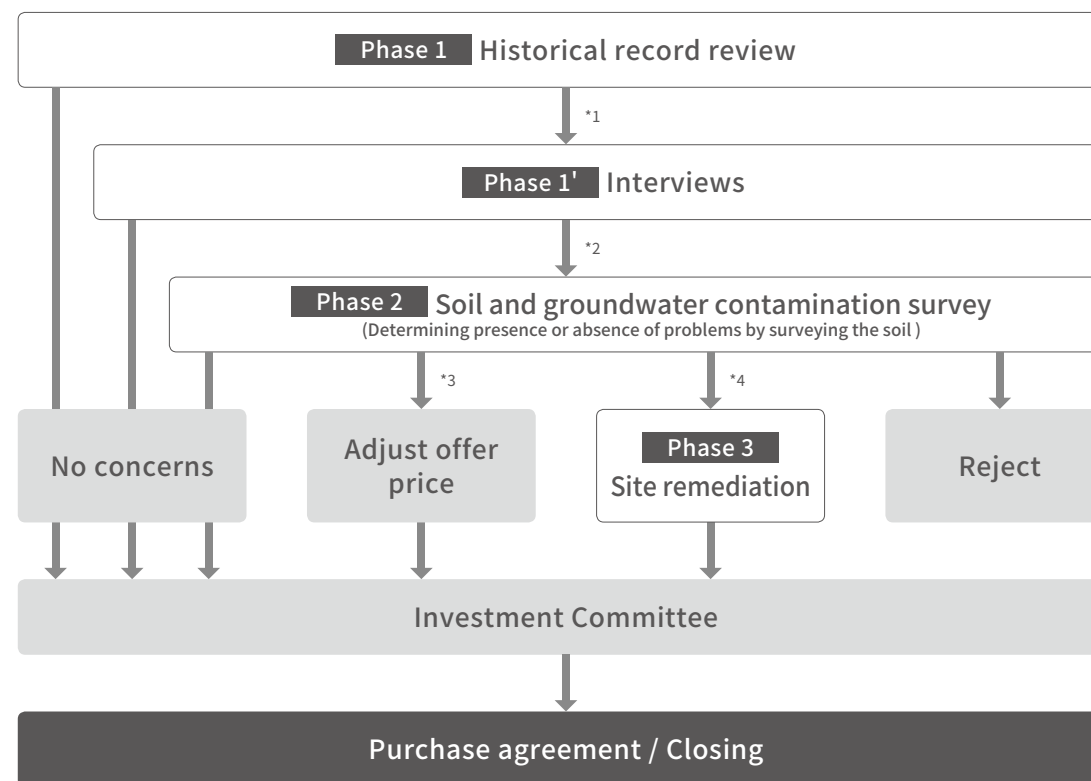 Phase 1 Historical record review
*1
Phase 1' Interviews
*2
Phase 2 Soil and groundwater contamination survey
(Determining presence or absence of problems by surveying the soil )
*3
*4
No concerns
Adjust offer
price
Phase 3
Site remediation
Reject
Investment Committee
Purchase agreement / Closing